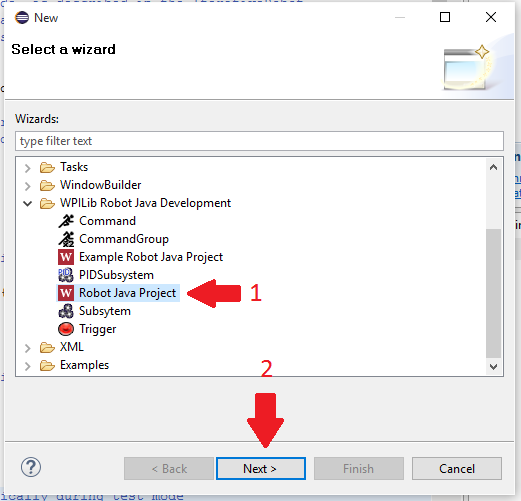 New
Select a wizard
Wizards:
type filter text
Tasks
WindowBuilder
WPILib Robot Java Development
Command
CommandGroup
W Example Robot Java Project
PIDSubsystem
W Robot Java Project
1
Subsytem
Trigger
XML
Examples
2
?
< Back
Next >
Finish
Cancel
ically during test mode